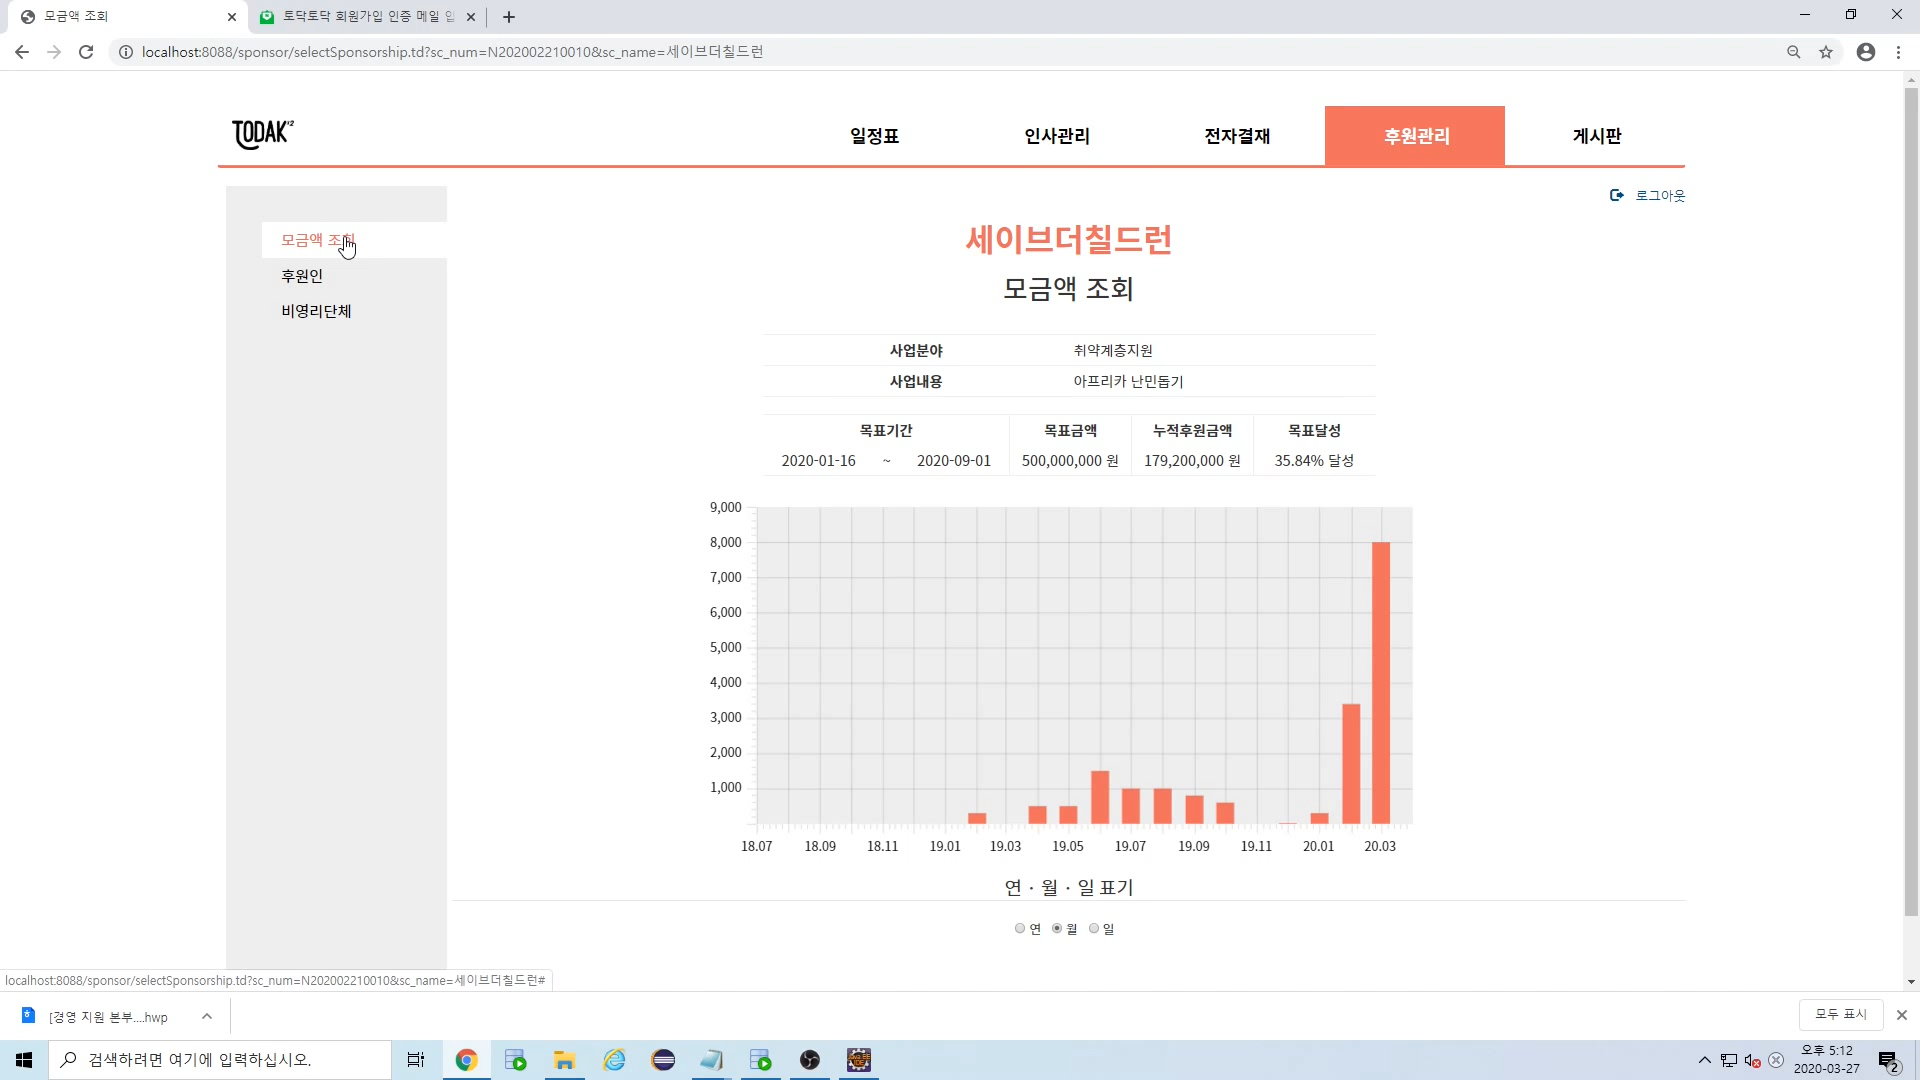 모금액 조회
토닥토닥 회원가입 인증 메일 입
localhost:8088/sponsor/selectSponsorship.td?sc_num=N202002210010&sc_name=세이브더칠드런
TODAK
일정표
인사관리
전자결재
후원관리
게시판
로그아웃
모금액 조회
후원인
비영리단체
세이브더칠드런
모금액 조회
사업분야 취약계층지원
사업내용 아프리카 난민돕기
목표기간 목표금액 누적후원금액 목표달성
2020-01-16 ~ 2020-09-01 500,000,000 원 179,200,000 원 35.84% 달성
9,000
8,000
7,000
6,000
5,000
4,000
3,000
2,000
1,000
18.07 18.09 18.11 19.01 19.03 19.05 19.07 19.09 19.11 20.01 20.03
연 · 월 · 일 표기
연 월 일
localhost:8088/sponsor/selectSponsorship.td?sc_num=N202002210010&sc_name=세이브더칠드런#
[경영 지원 본부....hwp
모두 표시
검색하려면 여기에 입력하십시오.
오후 5:12
2020-03-27
2